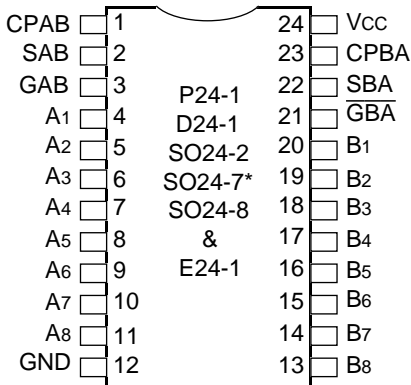 CPAB 1 24 VCC
SAB 2 23 CPBA
GAB 3 22 SBA
A1 4 21 GBA
A2 5 20 B1
A3 6 19 B2
A4 7 18 B3
A5 8 17 B4
A6 9 16 B5
A7 10 15 B6
A8 11 14 B7
GND 12 13 B8
P24-1
D24-1
SO24-2
SO24-7*
SO24-8
&
E24-1